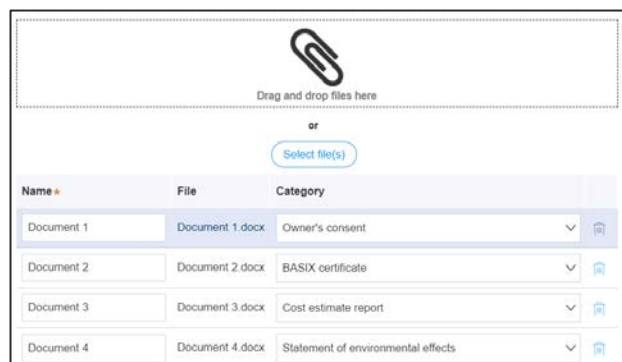 Drag and drop files here
or
Select file(s)
Name★ File Category
Document 1 Document 1.docx Owner's consent
Document 2 Document 2.docx BASIX certificate
Document 3 Document 3.docx Cost estimate report
Document 4 Document 4.docx Statement of environmental effects